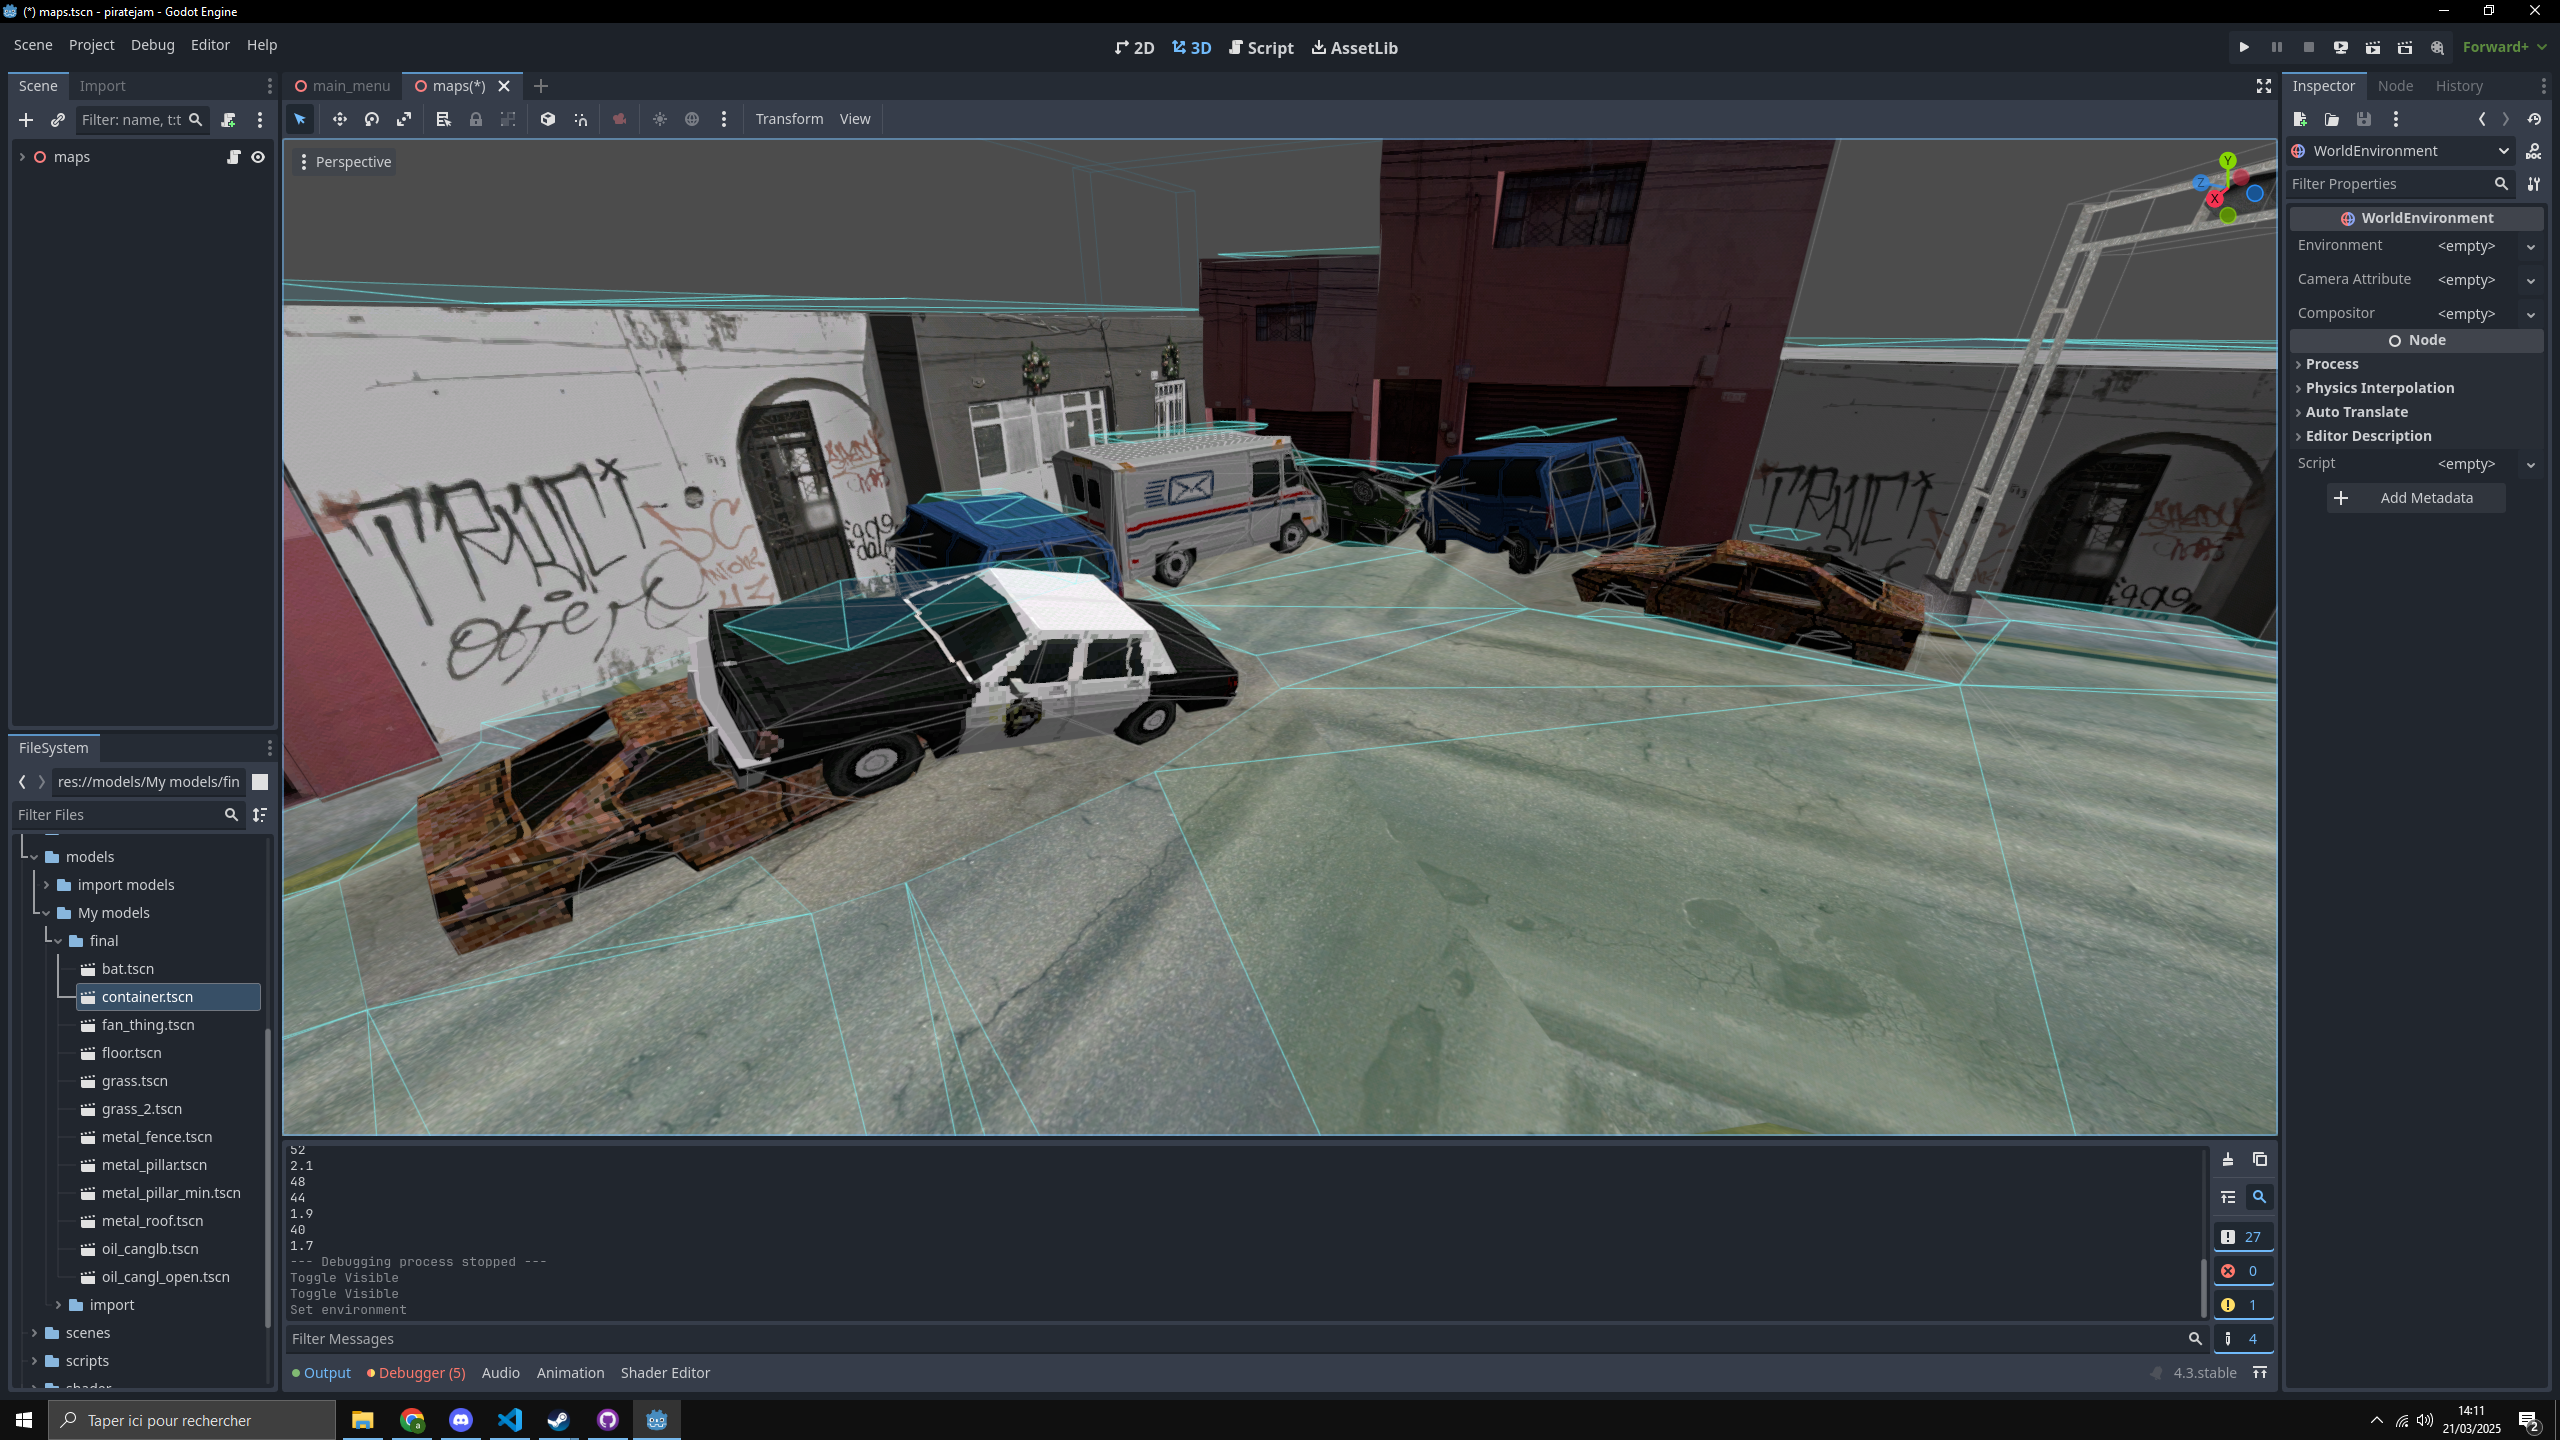 (*) maps.tscn - piratejam - Godot Engine
Scene Project Debug Editor Help
2D 3D Script AssetLib
Forward+
Scene Import
main_menu maps(*)
Inspector Node History
Filter: name, t:t
Transform View
maps
Perspective
Y
Z
X
WorldEnvironment
DOC
Filter Properties
WorldEnvironment
Environment <empty>
Camera Attribute <empty>
Compositor <empty>
Node
Process
Physics Interpolation
Auto Translate
Editor Description
Script <empty>
Add Metadata
FileSystem
res://models/My models/fin
Filter Files
models
import models
My models
final
bat.tscn
container.tscn
fan_thing.tscn
floor.tscn
grass.tscn
grass_2.tscn
metal_fence.tscn
metal_pillar.tscn
metal_pillar_min.tscn
metal_roof.tscn
oil_canglb.tscn
oil_cangl_open.tscn
import
scenes
scripts
shader
52
2.1
48
44
1.9
40
1.7
--- Debugging process stopped ---
Toggle Visible
Toggle Visible
Set environment
27
0
1
4
Filter Messages
Output Debugger (5) Audio Animation Shader Editor
4.3.stable
Taper ici pour rechercher
14:11
21/03/2025
2